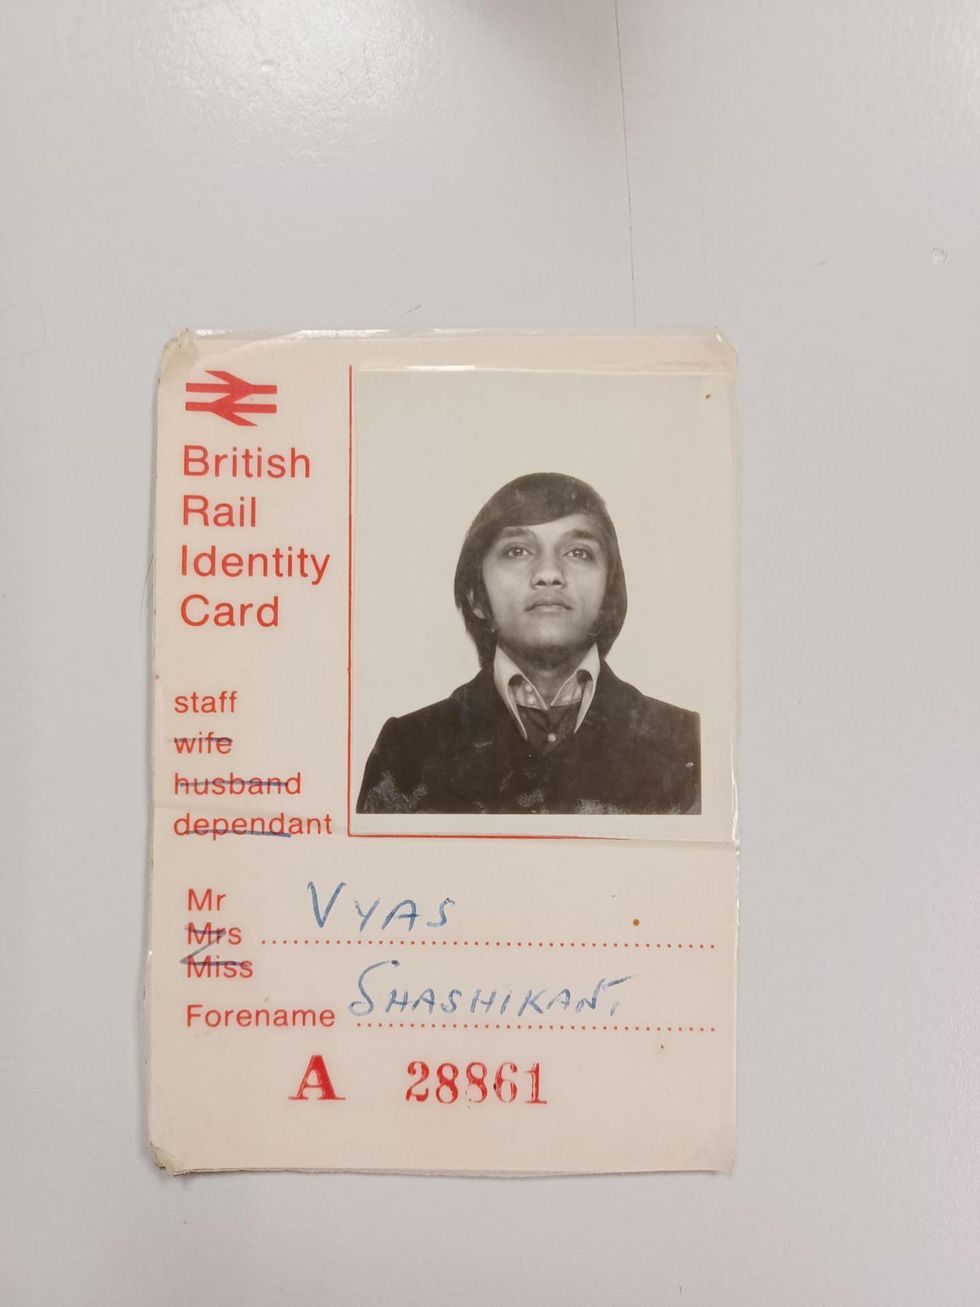 British
Rail
Identity
Card
staff
wife
husband
dependant
Mr
Mrs
Miss
VYAS
Forename SHASHIKANT
A 28861